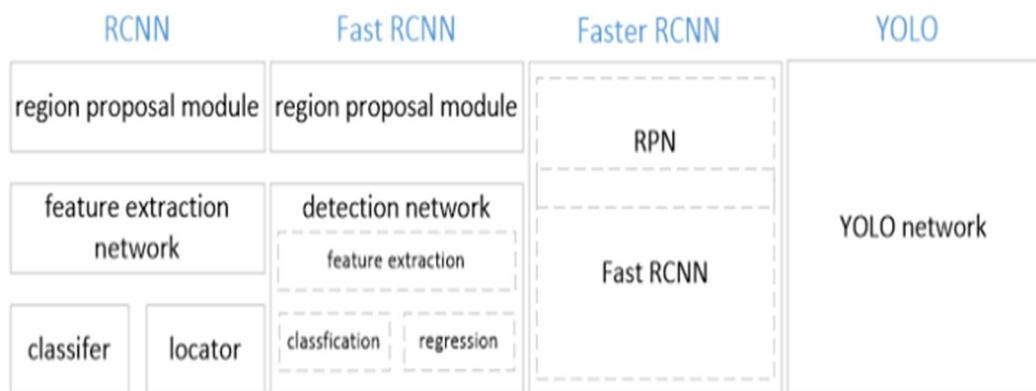 RCNN
Fast RCNN
Faster RCNN
YOLO
region proposal module
feature extraction
network
classifer
locator
region proposal module
detection network
feature extraction
classfication
regression
RPN
Fast RCNN
YOLO network